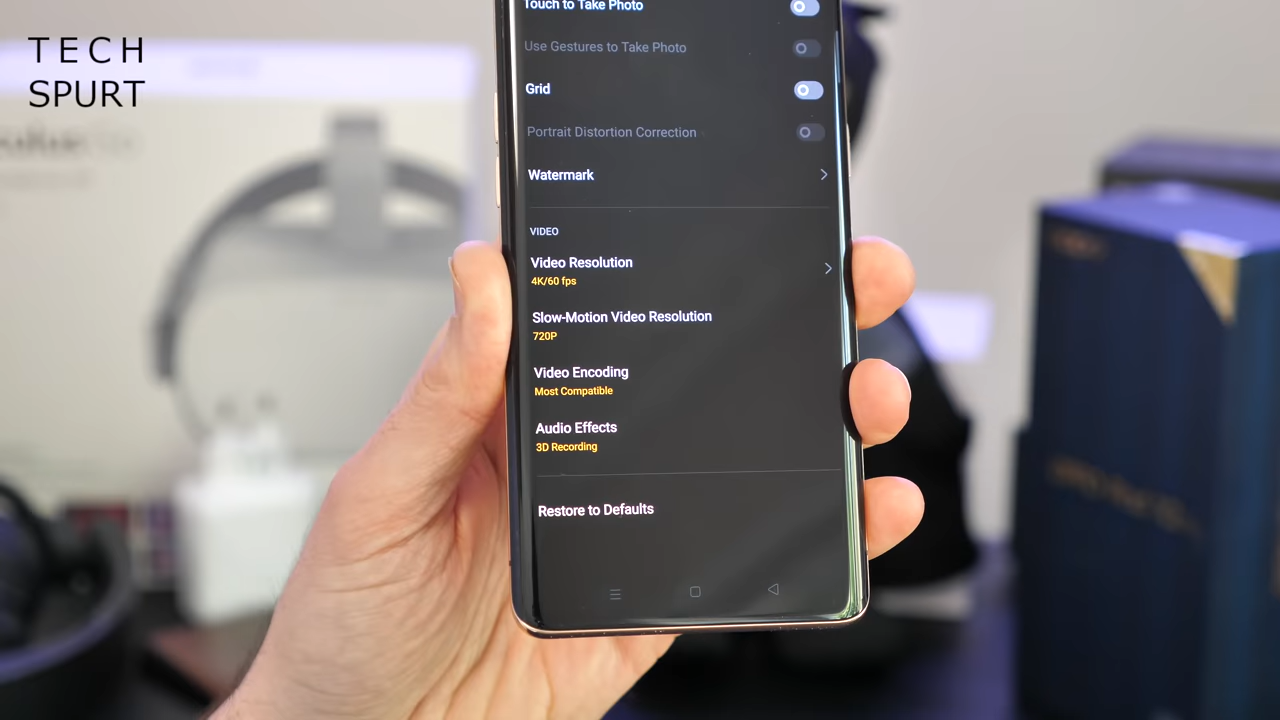 TECH
SPURT
Touch to Take Photo
Use Gestures to Take Photo
Grid
Portrait Distortion Correction
Watermark
VIDEO
Video Resolution
4K/60 fps
Slow-Motion Video Resolution
720P
Video Encoding
Most Compatible
Audio Effects
3D Recording
Restore to Defaults